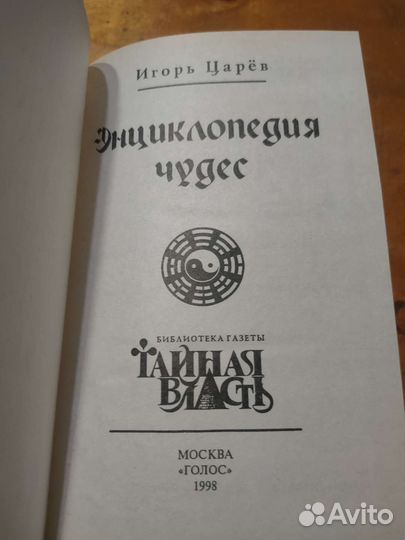 Игорь Царёв
Энциклопедия
чудес
БИБЛИОТЕКА ГАЗЕТЫ
ТАЙНАЯ
ВЛАСТЬ
МОСКВА
«ГОЛОС»
1998
Avito